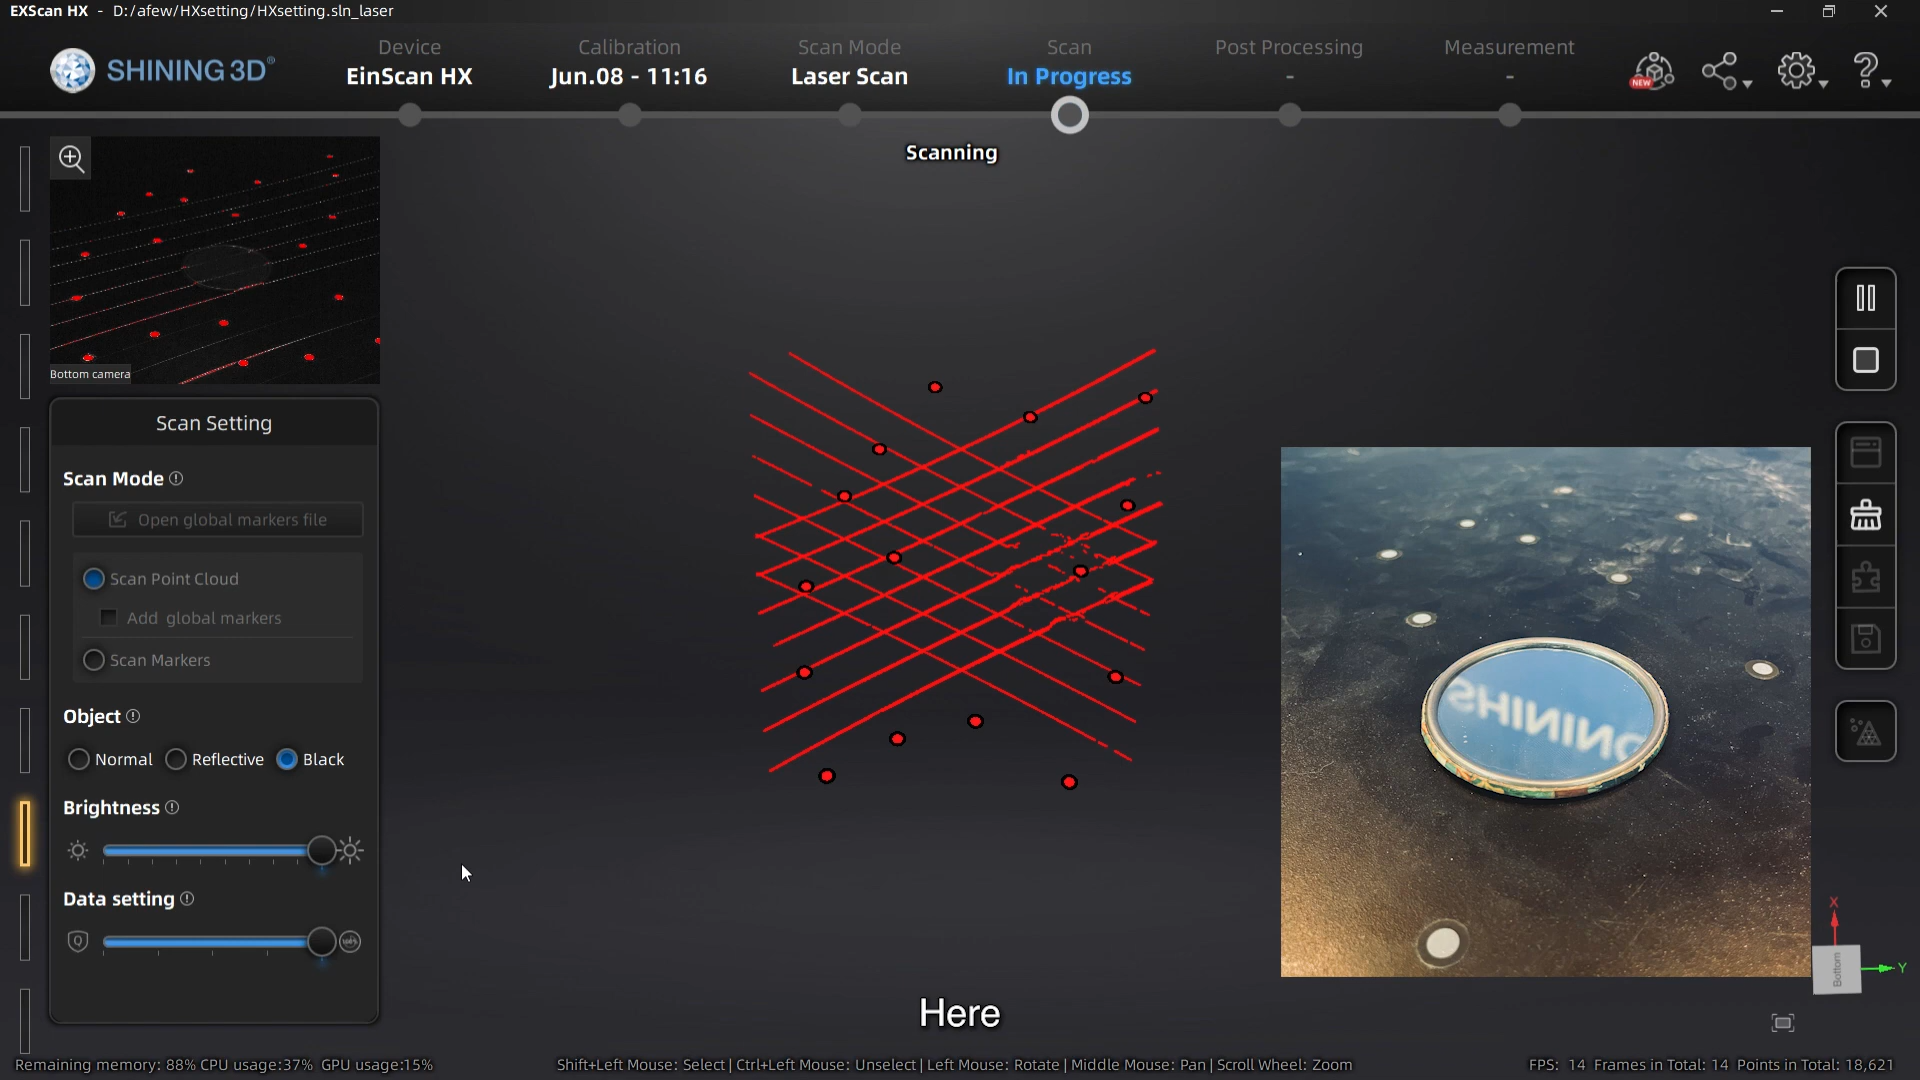 EXScan HX - D:/afew/HXsetting/HXsetting.sln_laser
SHINING 3D®
Device
EinScan HX
Calibration
Jun.08 - 11:16
Scan Mode
Laser Scan
Scan
In Progress
Post Processing
-
Measurement
-
NEW
Scanning
Bottom camera
Scan Setting
Scan Mode
Open global markers file
Scan Point Cloud
Add global markers
Scan Markers
Object
Normal
Reflective
Black
Brightness
Data setting
Q
100%
SHINING
X
Y
Bottom
Here
Remaining memory: 88% CPU usage:37% GPU usage:15%
Shift+Left Mouse: Select | Ctrl+Left Mouse: Unselect | Left Mouse: Rotate | Middle Mouse: Pan | Scroll Wheel: Zoom
FPS: 14 Frames in Total: 14 Points in Total: 18,621